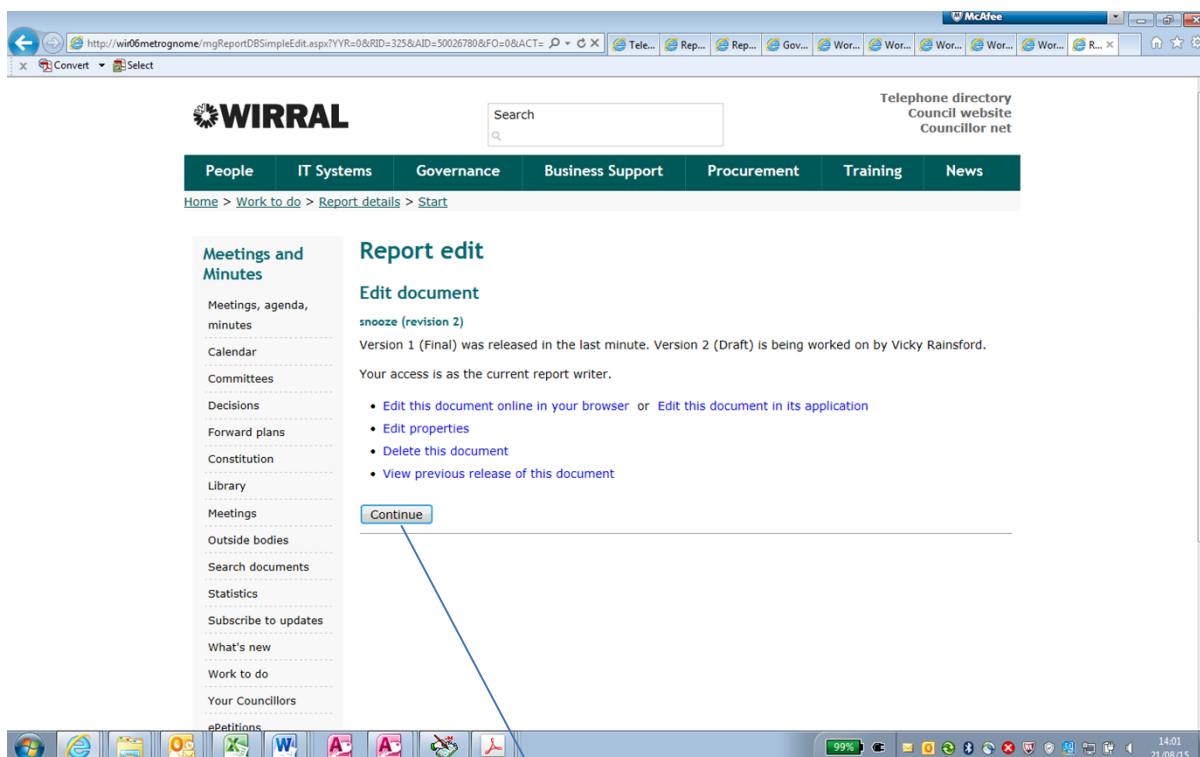 McAfee
http://wir06metrognome/mgReportDBSimpleEdit.aspx?YYR=0&RID=325&AID=50026780&FO=0&ACT=
Tele... Rep... Rep... Gov... Wor... Wor... Wor... Wor... Wor... R...
x Convert Select
WIRRAL
Search
Telephone directory
Council website
Councillor net
People IT Systems Governance Business Support Procurement Training News
Home > Work to do > Report details > Start
Meetings and
Minutes
Meetings, agenda,
minutes
Calendar
Committees
Decisions
Forward plans
Constitution
Library
Meetings
Outside bodies
Search documents
Statistics
Subscribe to updates
What's new
Work to do
Your Councillors
ePetitions
Report edit
Edit document
snooze (revision 2)
Version 1 (Final) was released in the last minute. Version 2 (Draft) is being worked on by Vicky Rainsford.
Your access is as the current report writer.
• Edit this document online in your browser or Edit this document in its application
• Edit properties
• Delete this document
• View previous release of this document
Continue
99%
14:01
21/08/15